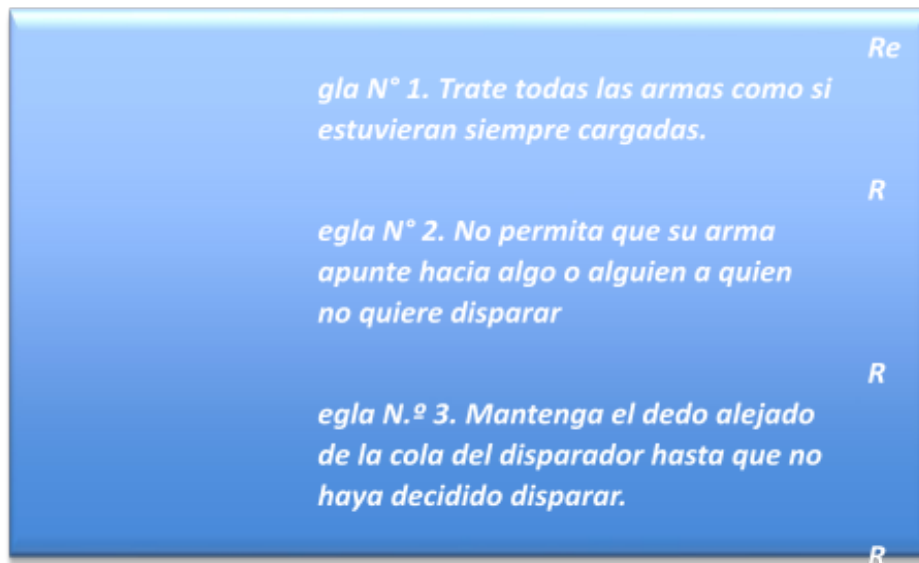 Re
gla N° 1. Trate todas las armas como si
estuvieran siempre cargadas.
R
egla N° 2. No permita que su arma
apunte hacia algo o alguien a quien
no quiere disparar
R
egla N.º 3. Mantenga el dedo alejado
de la cola del disparador hasta que no
haya decidido disparar.
R